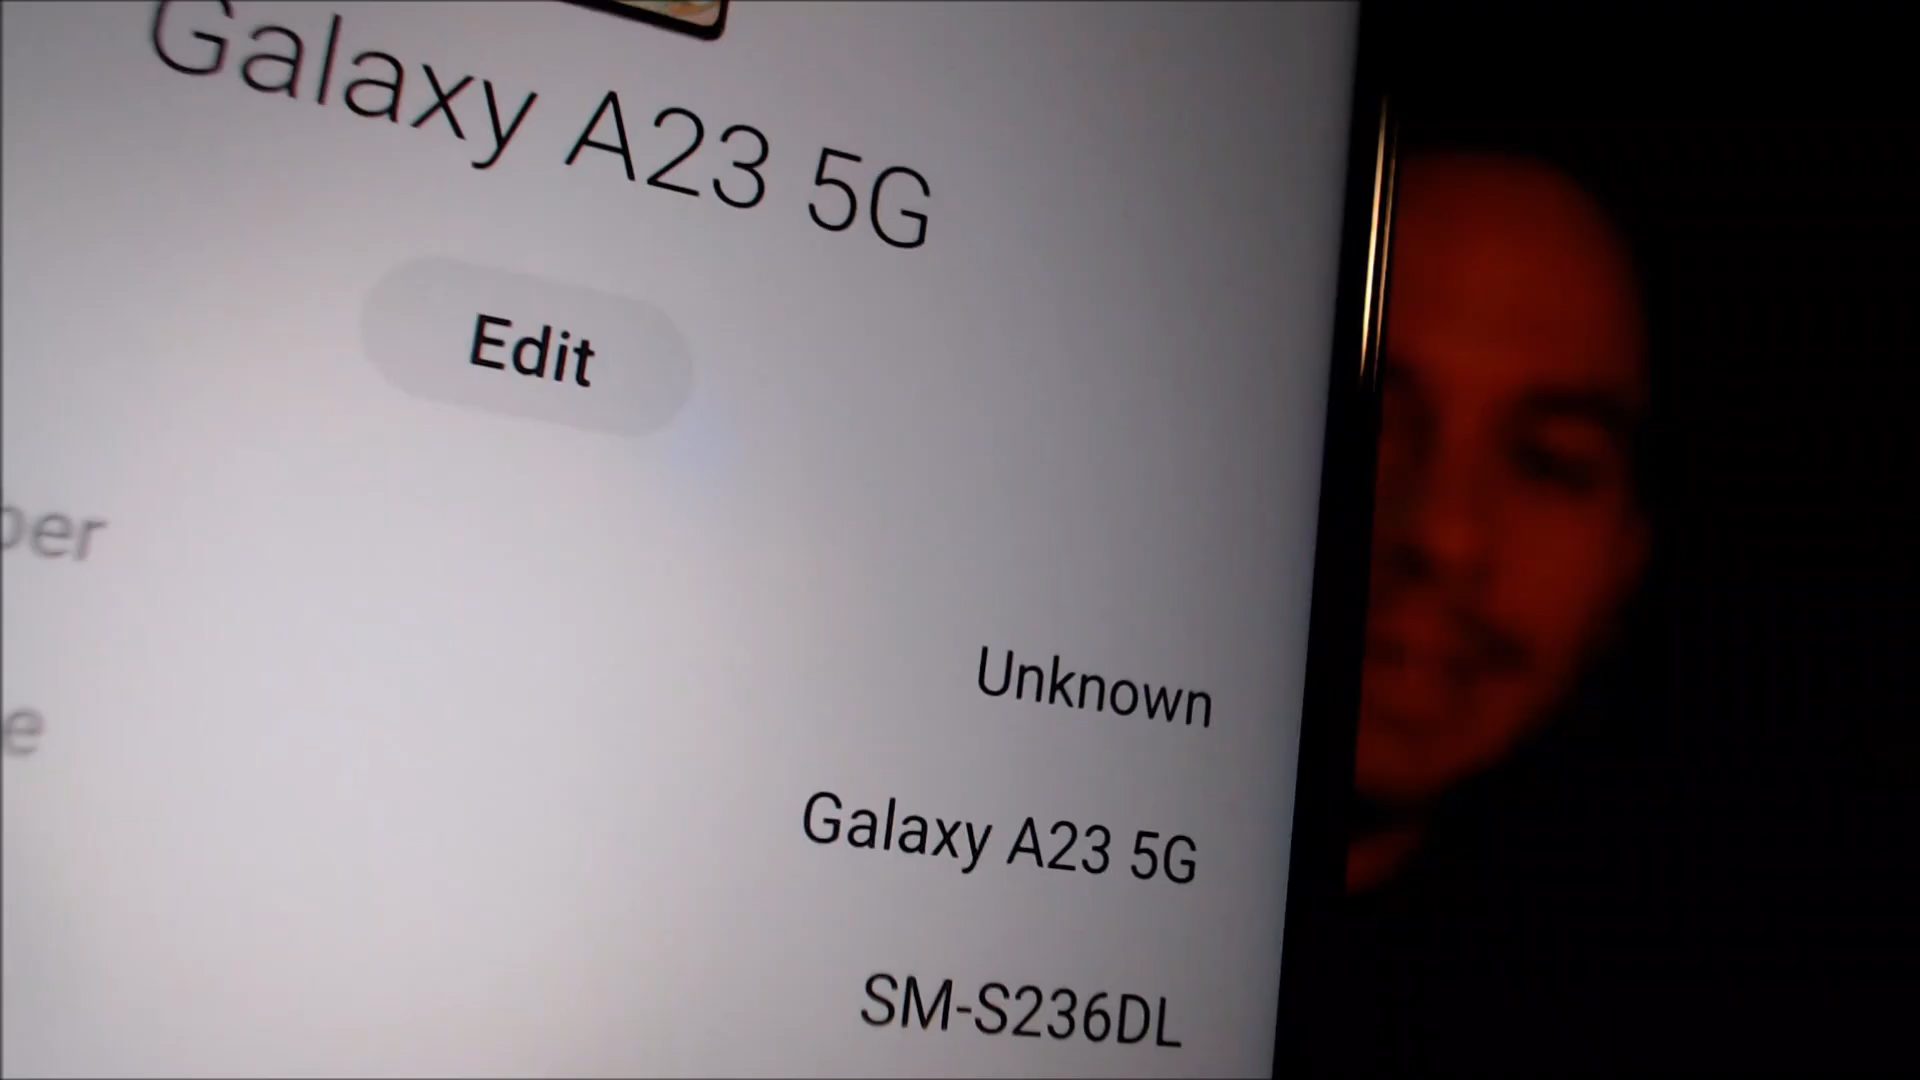 Galaxy A23 5G
Edit
Unknown
Galaxy A23 5G
SM-S236DL